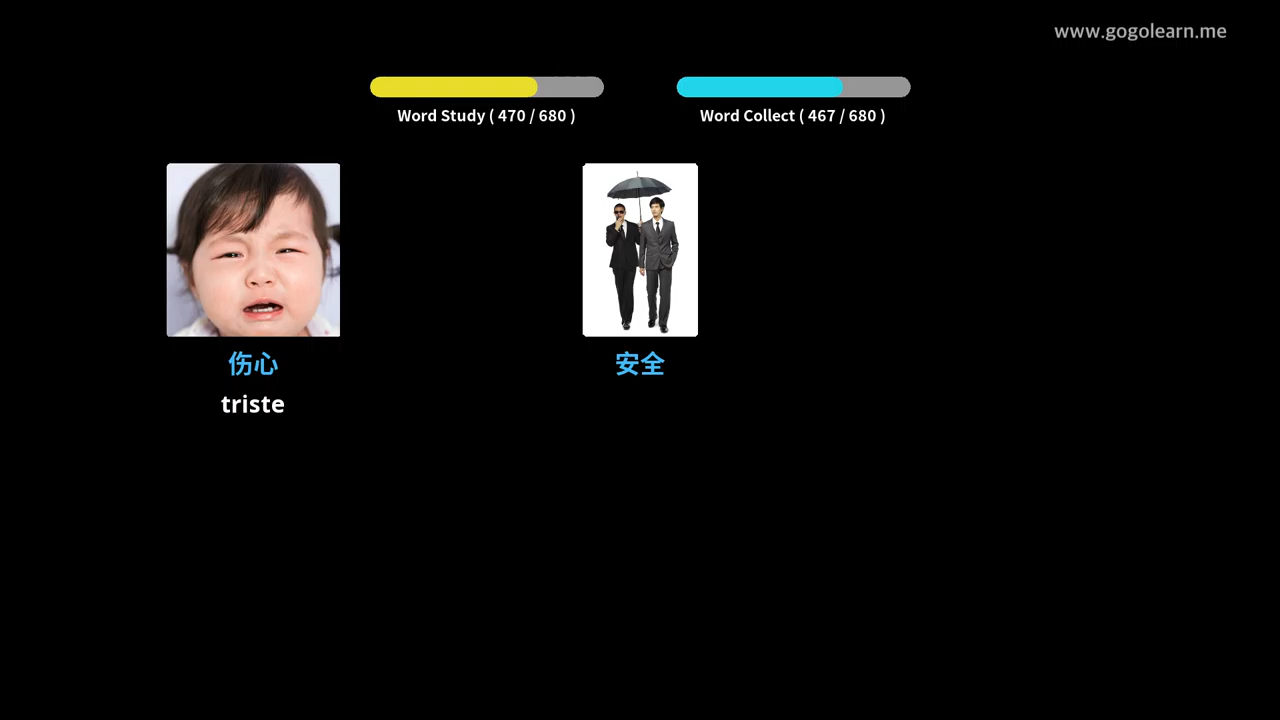 www.gogolearn.me
Word Study ( 470 / 680 )
Word Collect ( 467 / 680 )
伤心
安全
triste